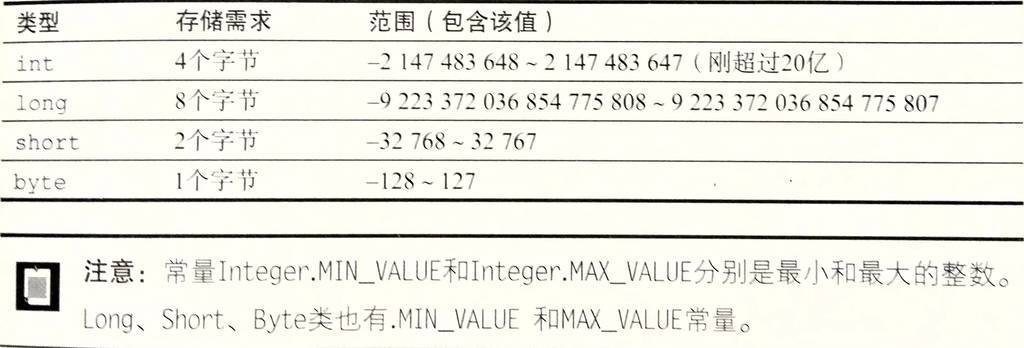 类型 存储需求 范围（包含该值）
int 4个字节 –2 147 483 648 ~ 2 147 483 647（刚超过20亿）
long 8个字节 –9 223 372 036 854 775 808 ~ 9 223 372 036 854 775 807
short 2个字节 –32 768 ~ 32 767
byte 1个字节 –128 ~ 127
注意：常量Integer.MIN_VALUE和Integer.MAX_VALUE分别是最小和最大的整数。
Long、Short、Byte类也有.MIN_VALUE 和MAX_VALUE常量。